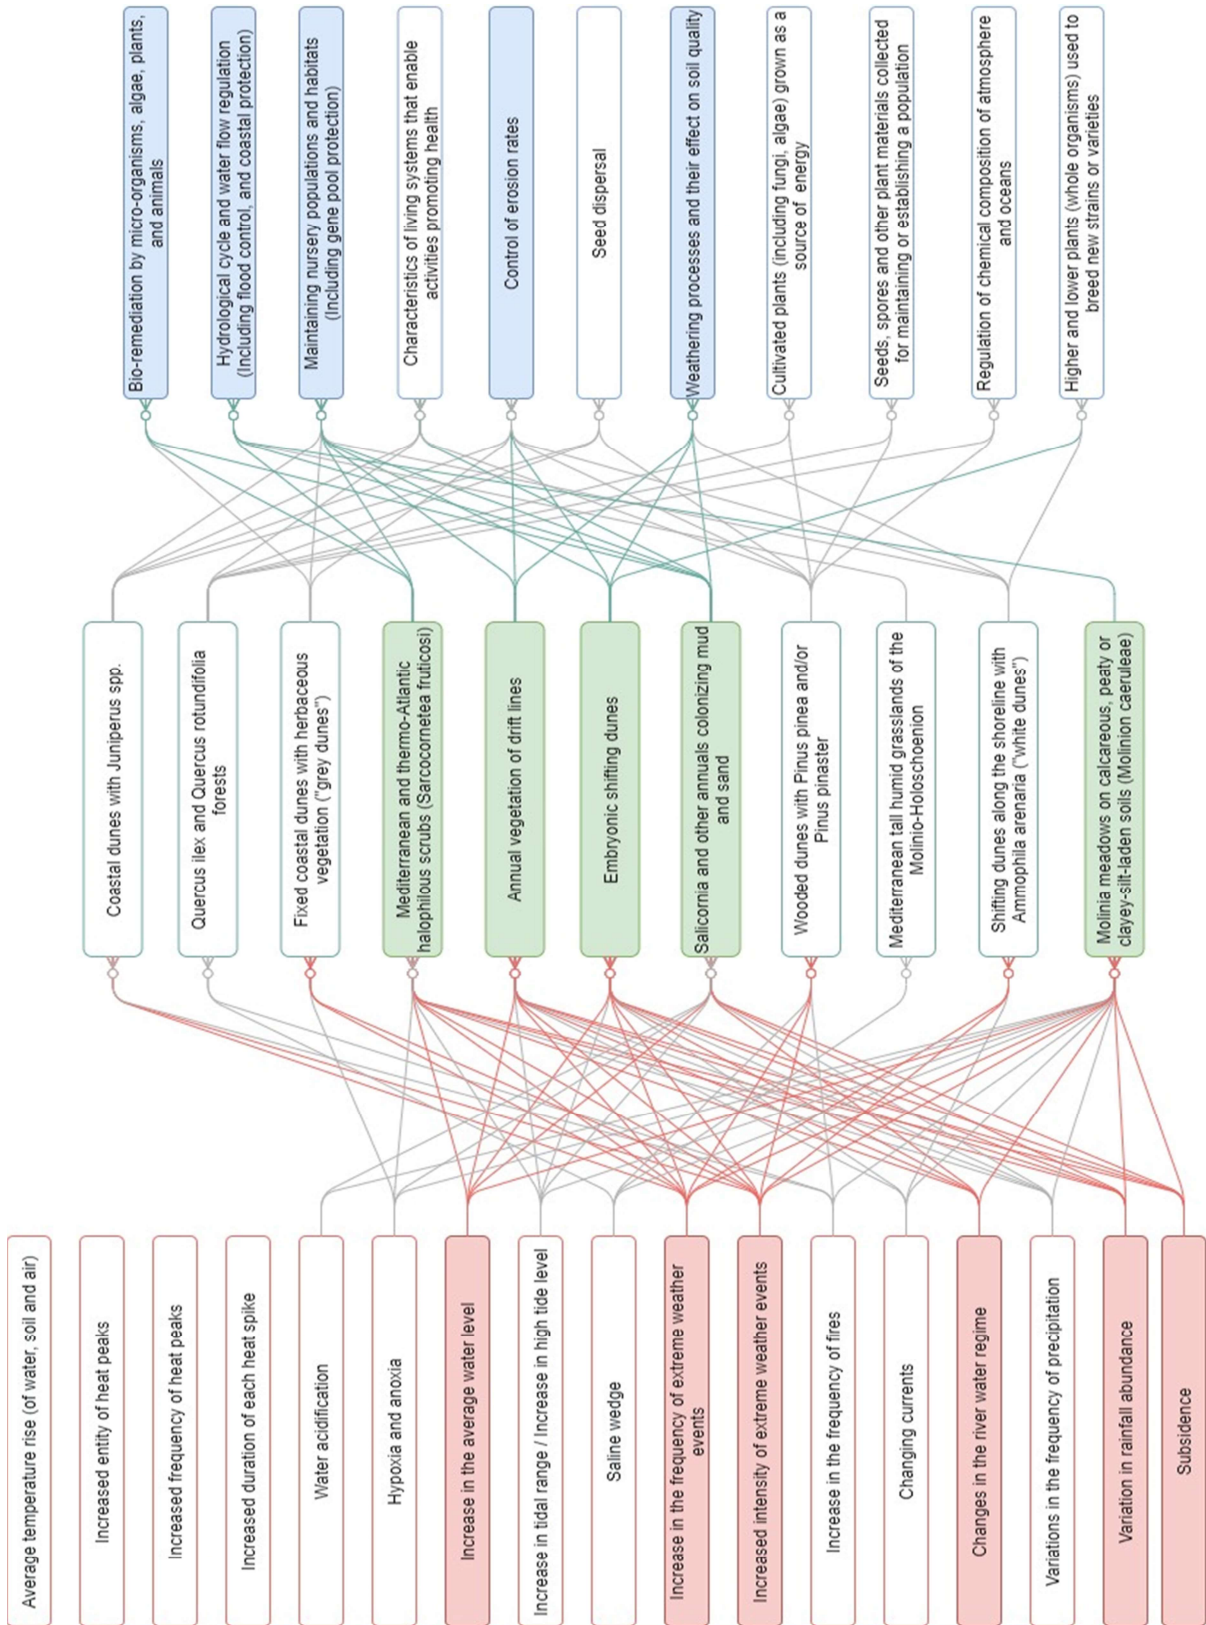 Bio-remediation by micro-organisms, algae, plants,
and animals
Hydrological cycle and water flow regulation
(Including flood control, and coastal protection)
Maintaining nursery populations and habitats
(Including gene pool protection)
Characteristics of living systems that enable
activities promoting health
Control of erosion rates
Seed dispersal
Weathering processes and their effect on soil quality
Cultivated plants (including fungi, algae) grown as a
source of energy
Seeds, spores and other plant materials collected
for maintaining or establishing a population
Regulation of chemical composition of atmosphere
and oceans
Higher and lower plants (whole organisms) used to
breed new strains or varieties
Coastal dunes with Juniperus spp.
Quercus ilex and Quercus rotundifolia
forests
Fixed coastal dunes with herbaceous
vegetation ("grey dunes")
Mediterranean and thermo-Atlantic
halophilous scrubs (Sarcocornetea fruticosi)
Annual vegetation of drift lines
Embryonic shifting dunes
Salicornia and other annuals colonizing mud
and sand
Wooded dunes with Pinus pinea and/or
Pinus pinaster
Mediterranean tall humid grasslands of the
Molinio-Holoschoenion
Shifting dunes along the shoreline with
Ammophila arenaria ("white dunes")
Molinia meadows on calcareous, peaty or
clayey-silt-laden soils (Molinion caeruleae)
Average temperature rise (of water, soil and air)
Increased entity of heat peaks
Increased frequency of heat peaks
Increased duration of each heat spike
Water acidification
Hypoxia and anoxia
Increase in the average water level
Increase in tidal range / Increase in high tide level
Saline wedge
Increase in the frequency of extreme weather
events
Increased intensity of extreme weather events
Increase in the frequency of fires
Changing currents
Changes in the river water regime
Variations in the frequency of precipitation
Variation in rainfall abundance
Subsidence